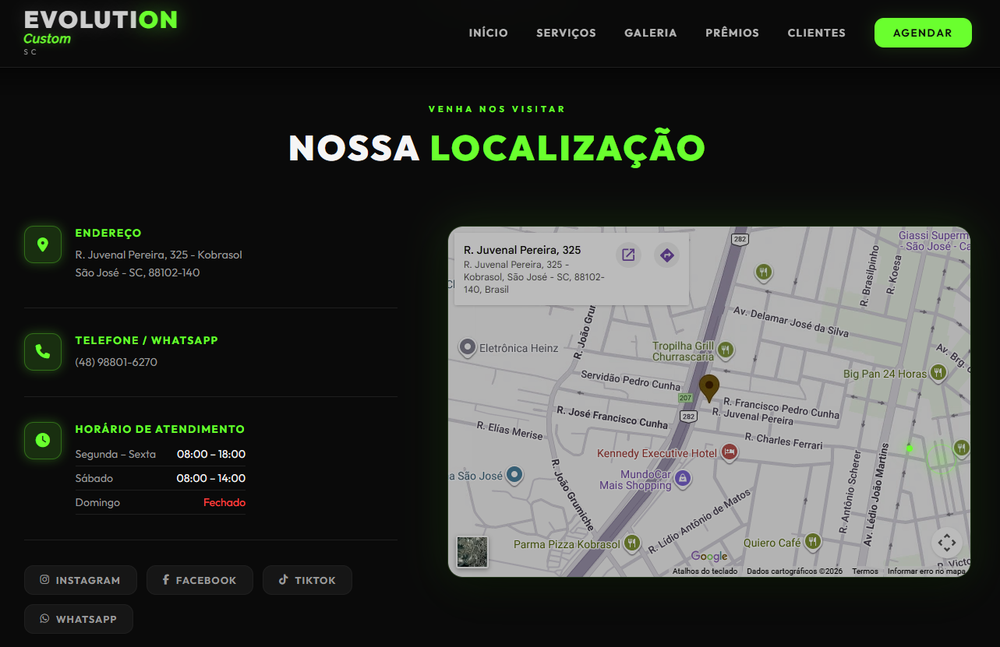 EVOLUTION
Custom
SC
INÍCIO
SERVIÇOS
GALERIA
PRÊMIOS
CLIENTES
AGENDAR
VENHA NOS VISITAR
NOSSA LOCALIZAÇÃO
ENDEREÇO
R. Juvenal Pereira, 325 - Kobrasol
São José - SC, 88102-140
TELEFONE / WHATSAPP
(48) 98801-6270
HORÁRIO DE ATENDIMENTO
Segunda – Sexta 08:00 – 18:00
Sábado 08:00 – 14:00
Domingo Fechado
INSTAGRAM
FACEBOOK
TIKTOK
WHATSAPP
R. Juvenal Pereira, 325
R. Juvenal Pereira, 325 -
Kobrasol, São José - SC, 88102-
140, Brasil
282
Giassi Superm
- São José - Ca
R. Brasilpinho
R. Koesa
Av. Delamar José da Silva
R. João Grum
Eletrônica Heinz
Tropilha Grill
Churrascaria
Av. Brg.
Big Pan 24 Horas
Servidão Pedro Cunha
207
R. Francisco Pedro Cunha
R. Juvenal Pereira
282
R. José Francisco Cunha
R. Elías Merise
R. Charles Ferrari
Kennedy Executive Hotel
a São José
MundoCar
Mais Shopping
R. João Grumiche
R. Antônio Scherer
Av. Lédio João Martins
R. Lídio Antônio de Matos
Parma Pizza Kobrasol
Quiero Café
Google
R. Victo
Atalhos do teclado
Dados cartográficos ©2026
Termos
Informar erro no mapa